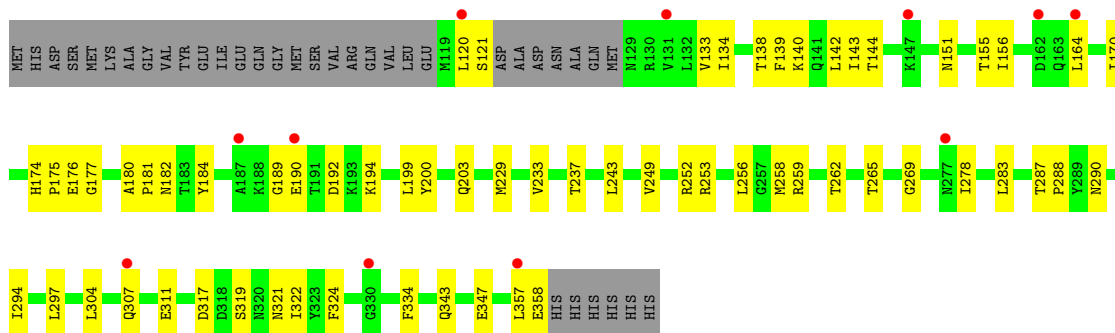 MET HIS ASP SER MET LYS ALA GLY VAL TYR GLU ILE GLU GLN GLY MET SER VAL ARG GLN VAL LEU GLU M119 L120 S121 ASP ALA ASP ASN ALA GLN MET N129 R130 V131 L132 V133 I134 T138 F139 K140 Q141 L142 I143 T144 K147 N151 T155 I156 D162 Q163 L164
H174 P175 E176 G177 A180 P181 N182 T183 Y184 A187 K188 G189 E190 T191 D192 K193 K194 L199 Y200 Q203 M229 V233 T237 L243 V249 R252 R253 L256 G257 M258 R259 T262 T265 G269 N277 I278 L283 T287 P288 Y289 N290
I294 L297 L304 Q307 E311 D317 D318 S319 N320 N321 I322 Y323 F324 G330 F334 Q343 E347 L357 E358 HIS HIS HIS HIS HIS HIS